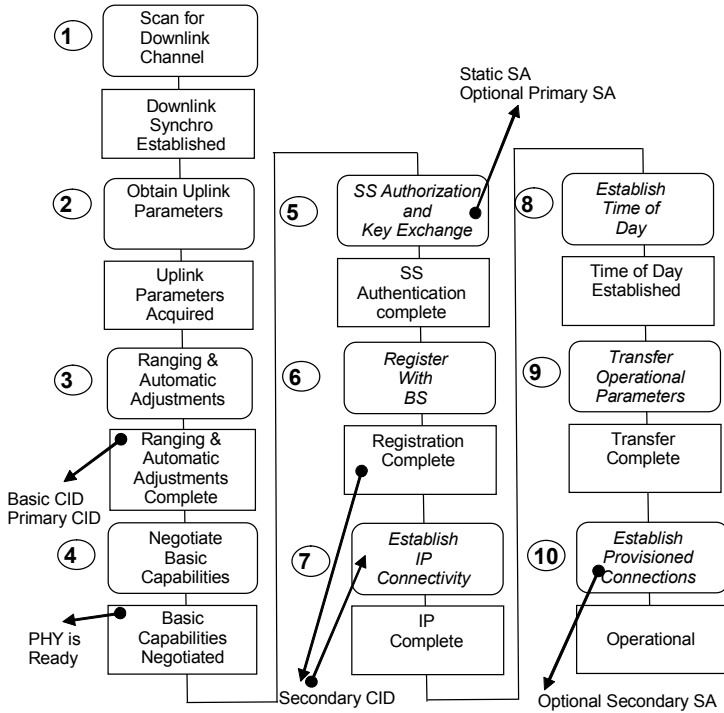 1
Scan for
Downlink
Channel
Downlink
Synchro
Established
2
Obtain Uplink
Parameters
Uplink
Parameters
Acquired
3
Ranging &
Automatic
Adjustments
Ranging &
Automatic
Adjustments
Complete
Basic CID
Primary CID
4
Negotiate
Basic
Capabilities
PHY is
Ready
Basic
Capabilities
Negotiated
Static SA
Optional Primary SA
5
SS Authorization
and
Key Exchange
SS
Authentication
complete
6
Register
With
BS
Registration
Complete
7
Establish
IP
Connectivity
IP
Complete
Secondary CID
8
Establish
Time of
Day
Time of Day
Established
9
Transfer
Operational
Parameters
Transfer
Complete
10
Establish
Provisioned
Connections
Operational
Optional Secondary SA